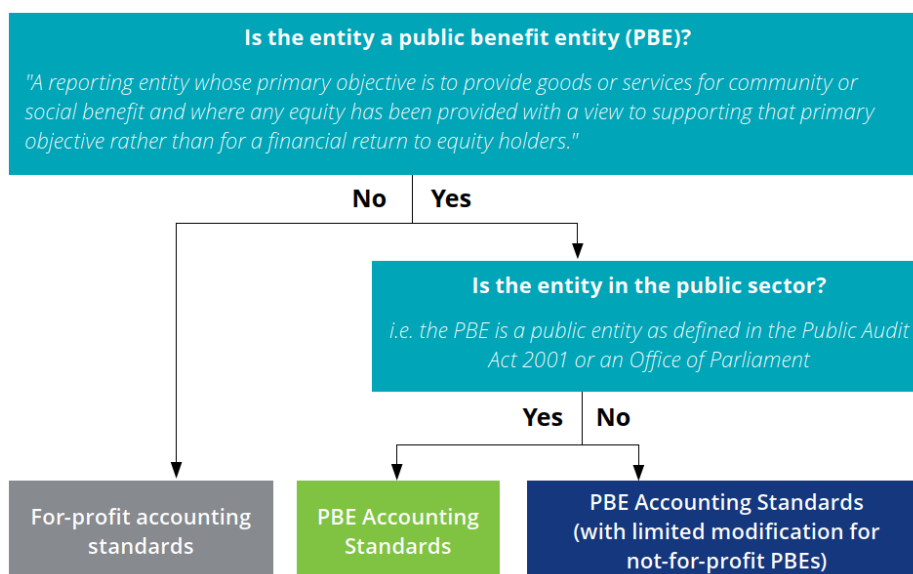 Is the entity a public benefit entity (PBE)?
"A reporting entity whose primary objective is to provide goods or services for community or
social benefit and where any equity has been provided with a view to supporting that primary
objective rather than for a financial return to equity holders."
No
Yes
Is the entity in the public sector?
i.e. the PBE is a public entity as defined in the Public Audit
Act 2001 or an Office of Parliament
Yes
No
For-profit accounting
standards
PBE Accounting
Standards
PBE Accounting Standards
(with limited modification for
not-for-profit PBEs)